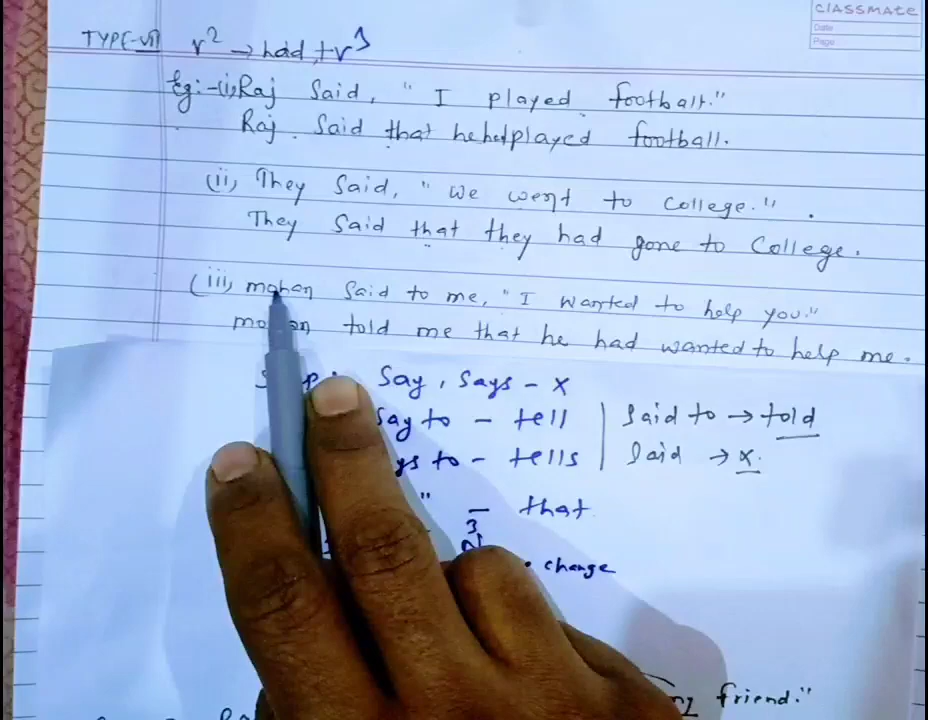 CLASSMATE
Date
Page
TYPE-VII v² → had + v³
Eg:- (i) Raj Said, " I played football."
Raj Said that he had played football.
(ii) They Said, " We went to College."
They Said that they had gone to College.
(iii) mohan Said to me, "I wanted to help you."
told me that he had wanted to help me.
Say, Says - x
Say to - tell | Said to → told
to - tells | Said → x
" - that
3
change
friend."